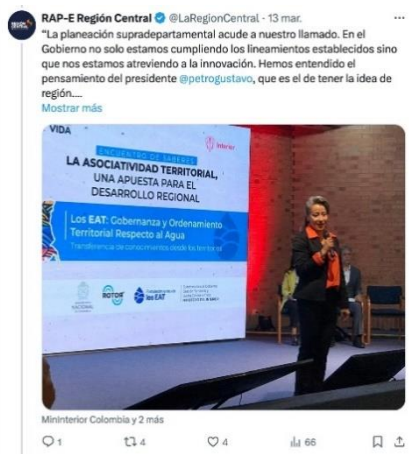 RAP-E Región Central @LaRegionCentral · 13 mar.
"La planeación supradepartamental acude a nuestro llamado. En el
Gobierno no solo estamos cumpliendo los lineamientos establecidos sino
que nos estamos atreviendo a la innovación. Hemos entendido el
pensamiento del presidente @petrogustavo, que es el de tener la idea de
región....
Mostrar más
VIDA
ENCUENTRO DE SABERES
Interior
LA ASOCIATIVIDAD TERRITORIAL,
UNA APUESTA PARA EL
DESARROLLO REGIONAL
Los EAT: Gobernanza y Ordenamiento
Territorial Respecto al Agua
Transferencia de conocimientos desde los territorios
NACIONAL
ROTOR
los EAT
MinInterior Colombia y 2 más
1 4 4 66